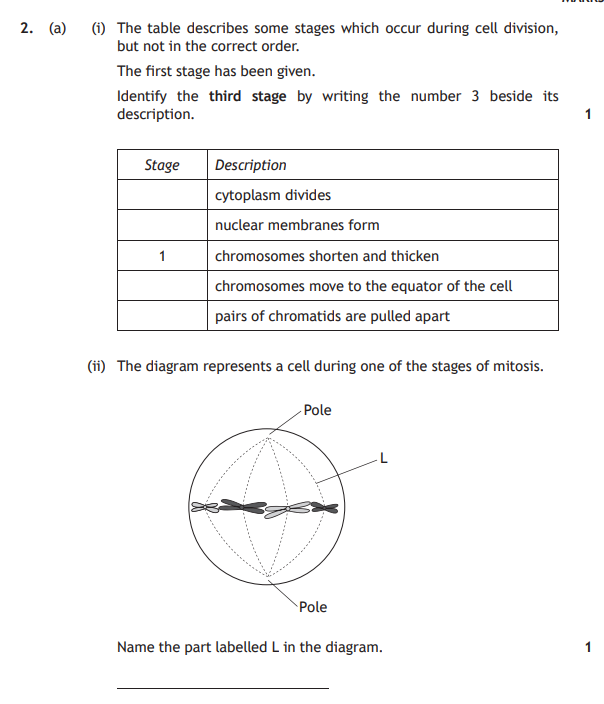 2. (a) (i) The table describes some stages which occur during cell division,
but not in the correct order.
The first stage has been given.
Identify the third stage by writing the number 3 beside its
description. 1
Stage Description
cytoplasm divides
nuclear membranes form
1 chromosomes shorten and thicken
chromosomes move to the equator of the cell
pairs of chromatids are pulled apart
(ii) The diagram represents a cell during one of the stages of mitosis.
Pole
L
Pole
Name the part labelled L in the diagram. 1